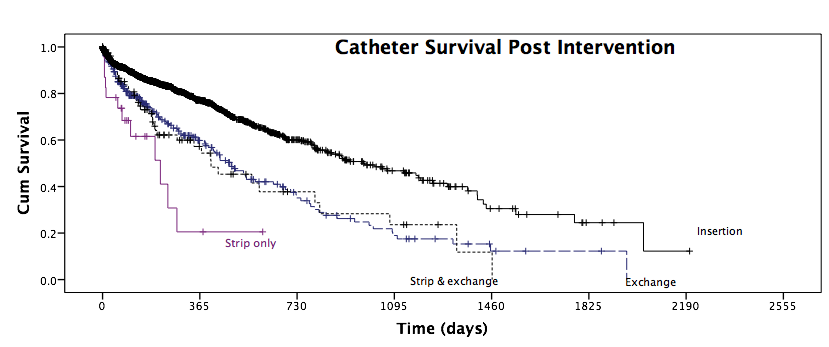 Catheter Survival Post Intervention
Cum Survival
1.0
0.8
0.6
0.4
0.2
0.0
Insertion
Strip only
Strip & exchange
Exchange
0 365 730 1095 1460 1825 2190 2555
Time (days)